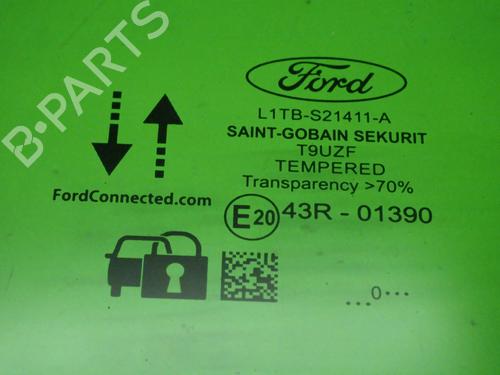 B-PARTS
Ford
L1TB-S21411-A
SAINT-GOBAIN SEKURIT
T9UZF
TEMPERED
Transparency >70%
FordConnected.com
E20 43R - 01390
...0...